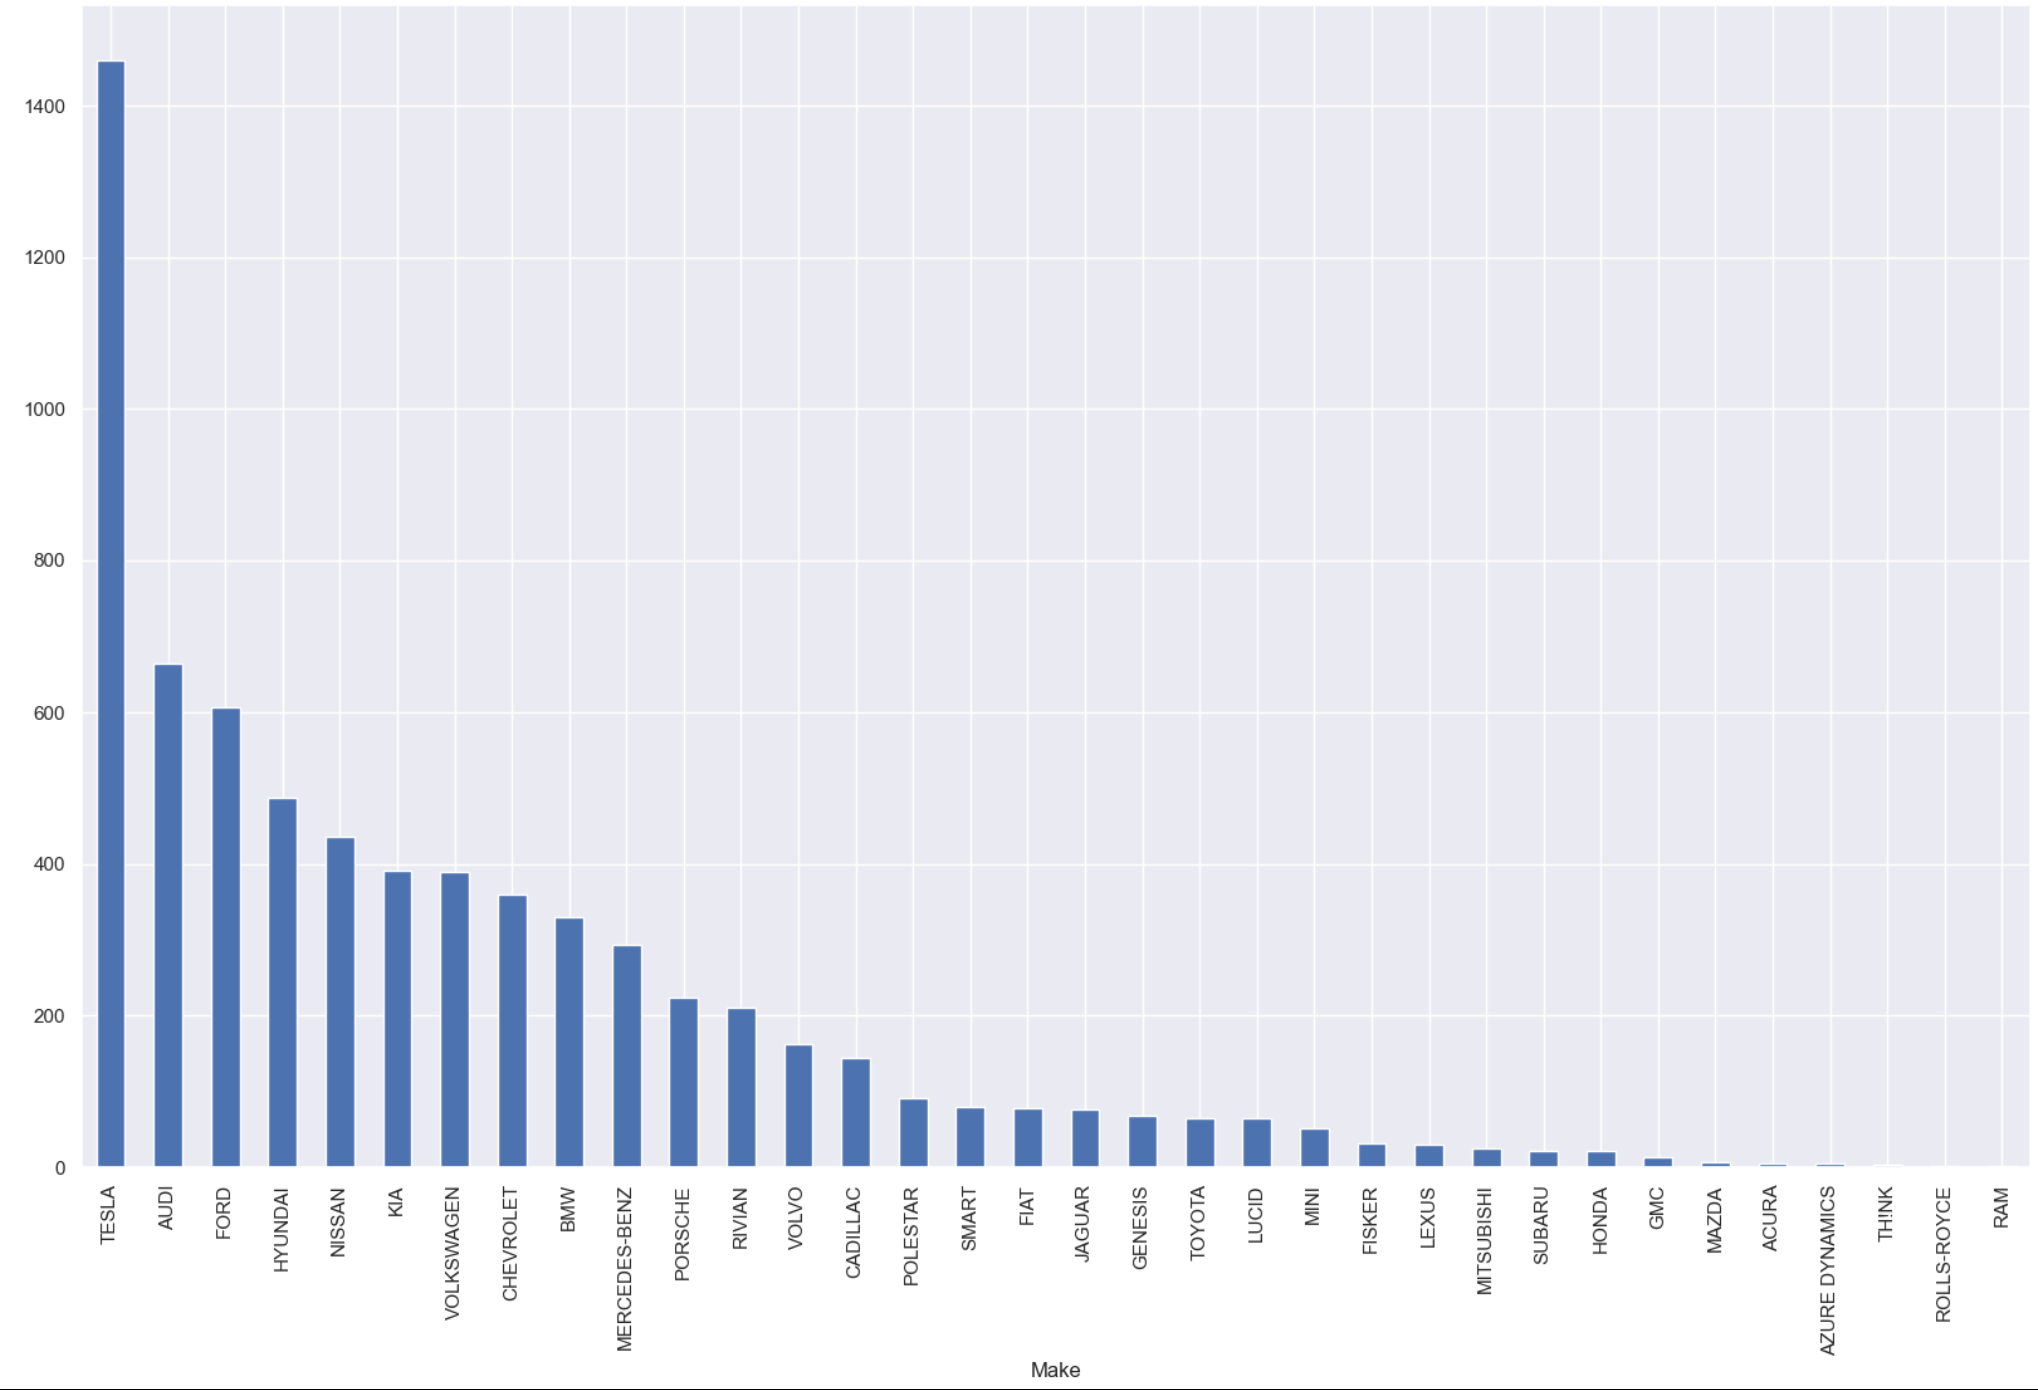 1400
1200
1000
800
600
400
200
0
TESLA
AUDI
FORD
HYUNDAI
NISSAN
KIA
VOLKSWAGEN
CHEVROLET
BMW
MERCEDES-BENZ
PORSCHE
RIVIAN
VOLVO
CADILLAC
POLESTAR
SMART
FIAT
JAGUAR
GENESIS
TOYOTA
LUCID
MINI
FISKER
LEXUS
MITSUBISHI
SUBARU
HONDA
GMC
MAZDA
ACURA
AZURE DYNAMICS
TH!NK
ROLLS-ROYCE
RAM
Make